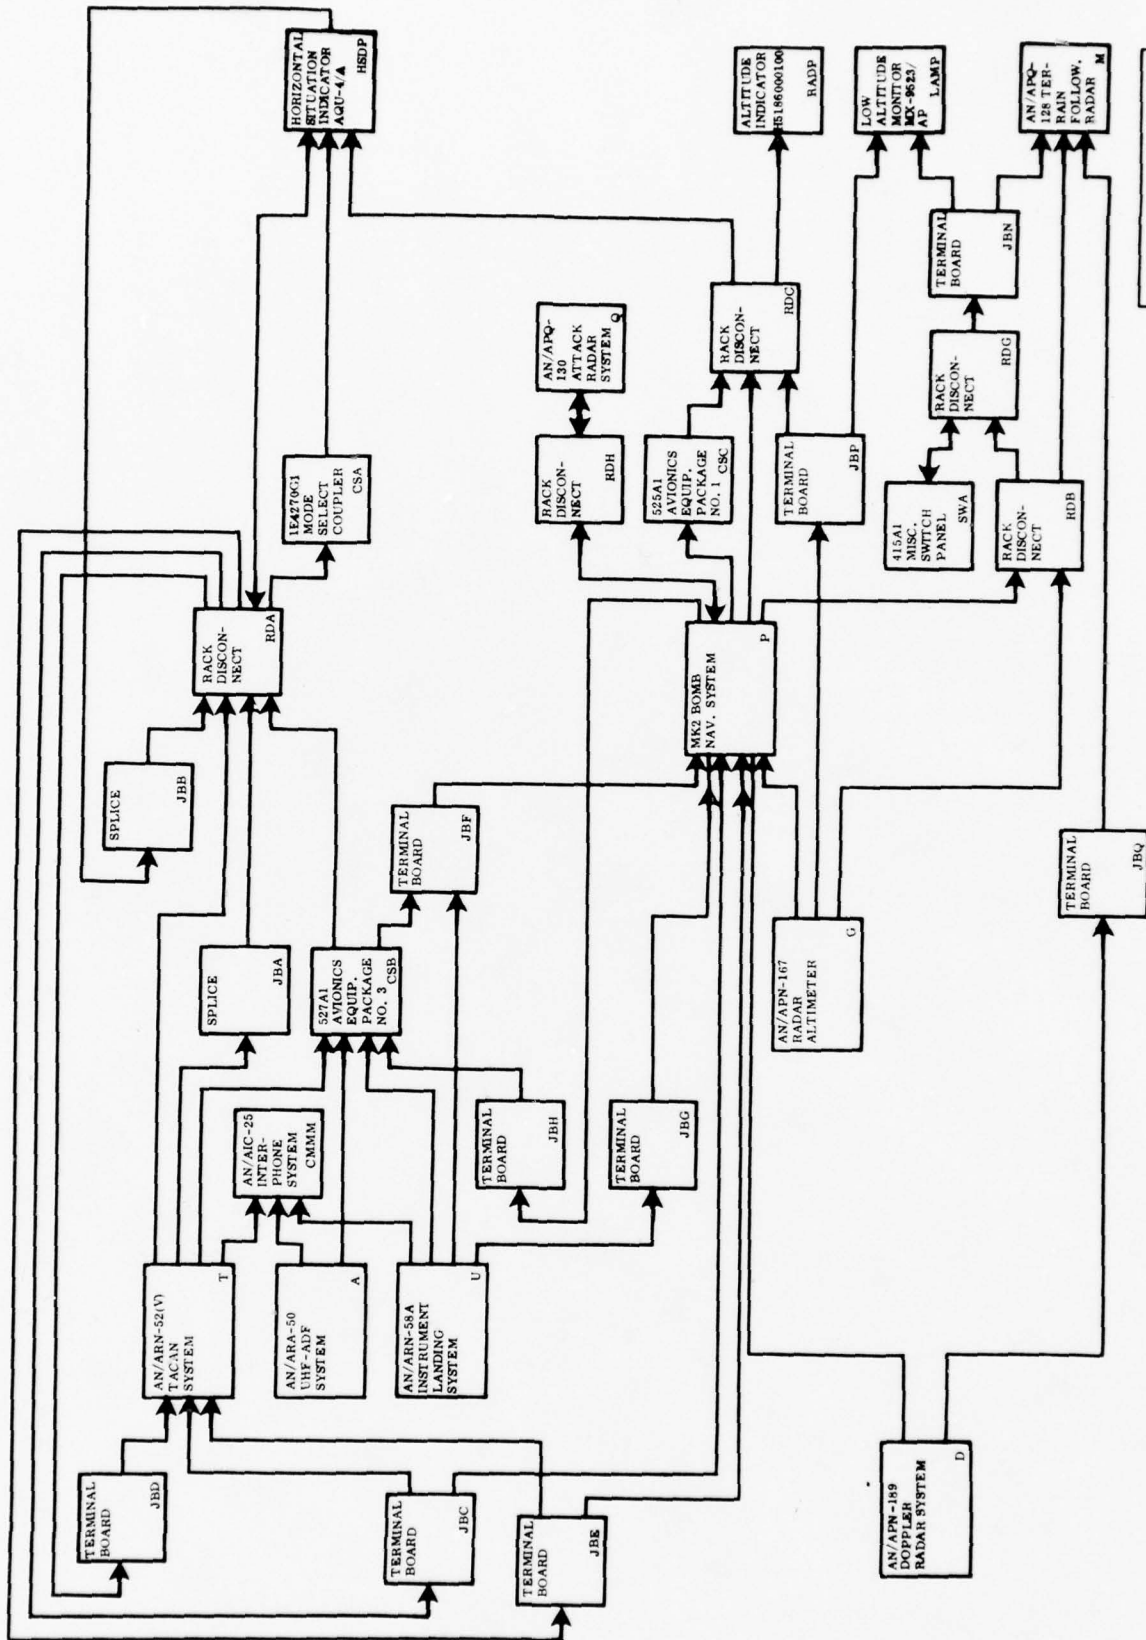 HORIZONTAL
SITUATION
INDICATOR
AQU-4/A
HSDP
ALTITUDE
INDICATOR
H5186000100
RADP
LOW
ALTITUDE
MONITOR
MX-9523/
AP
LAMP
AN/APQ-
128 TER-
RAIN
FOLLOW.
RADAR
M
TERMINAL
BOARD
JBN
RACK
DISCON-
NECT
RDC
RACK
DISCON-
NECT
RDG
AN/APQ-
130
ATTACK
RADAR
SYSTEM
Q
1E4270G1
MODE
SELECT
COUPLER
CSA
RACK
DISCON-
NECT
RDH
525A1
AVIONICS
EQUIP.
PACKAGE
NO. 1 CSC
TERMINAL
BOARD
JBP
415A1
MISC.
SWITCH
PANEL
SWA
RACK
DISCON-
NECT
RDB
RACK
DISCON-
NECT
RDA
MK2 BOMB
NAV. SYSTEM
P
SPLICE
JBB
TERMINAL
BOARD
JBF
TERMINAL
BOARD
JBQ
SPLICE
JBA
527A1
AVIONICS
EQUIP.
PACKAGE
NO. 3 CSB
AN/APN-167
RADAR
ALTIMETER
G
AN/AIC-25
INTER-
PHONE
SYSTEM
CMMM
TERMINAL
BOARD
JBH
TERMINAL
BOARD
JBG
AN/ARN-52(V)
TACAN
SYSTEM
T
AN/ARA-50
UHF-ADF
SYSTEM
A
AN/ARN-58A
INSTRUMENT
LANDING
SYSTEM
U
TERMINAL
BOARD
JBD
TERMINAL
BOARD
JBC
TERMINAL
BOARD
JBE
AN/APN-189
DOPPLER
RADAR SYSTEM
D